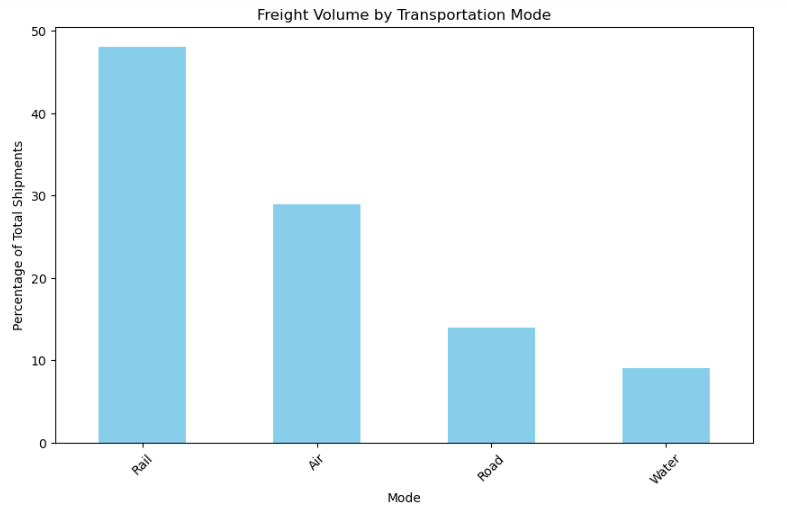 Freight Volume by Transportation Mode
Percentage of Total Shipments
50
40
30
20
10
0
Rail
Air
Road
Water
Mode